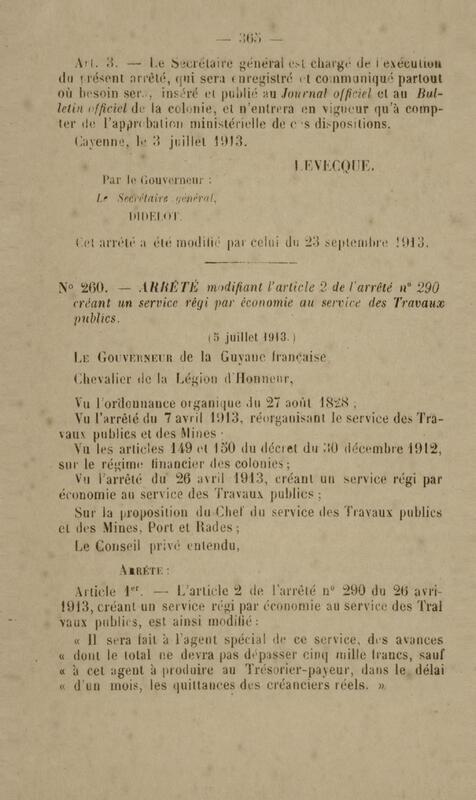 — 365 —
Art. 3. — Le Secrétaire général est chargé de l'exécution
du présent arrêté, qui sera enregistré et communiqué partout
où besoin ser., inséré et publié au Journal officiel et au Bul-
letin officiel de la colonie, et n'entrera en vigueur qu'à comp-
ter de l'approbation ministérielle de c s dispositions.
Cayenne, le 3 juillet 1913.
LEVECQUE.
Par le Gouverneur :
Le Secrétaire général,
DIDELOT.
Cet arrêté a été modifié par celui du 23 septembre 1913.
N° 260. — ARRÊTÉ modifiant l'article 2 de l'arrêté n° 290
créant un service régi par économie au service des Travaux
publics.
(5 juillet 1913.)
LE GOUVERNEUR de la Guyane française
Chevalier de la Légion d'Honneur,
Vu l'ordonnance organique du 27 août 1828 ;
Vu l'arrêté du 7 avril 1913, réorganisant le service des Tra-
vaux publics et des Mines ·
Vu les articles 149 et 150 du décret du 30 décembre 1912,
sur le régime financier des colonies ;
Vu l'arrêté du 26 avril 1913, créant un service régi par
économie au service des Travaux publics ;
Sur la proposition du Chef du service des Travaux publics
et des Mines, Port et Rades ;
Le Conseil privé entendu,
ARRÊTE :
Article 1er. — L'article 2 de l'arrêté n° 290 du 26 avri-
1913, créant un service régi par économie au service des Tral
vaux publics, est ainsi modifié :
« Il sera fait à l'agent spécial de ce service, des avances
« dont le total ne devra pas dépasser cinq mille francs, sauf
« à cet agent à produire au Trésorier-payeur, dans le délai
« d'un mois, les quittances des créanciers réels. »